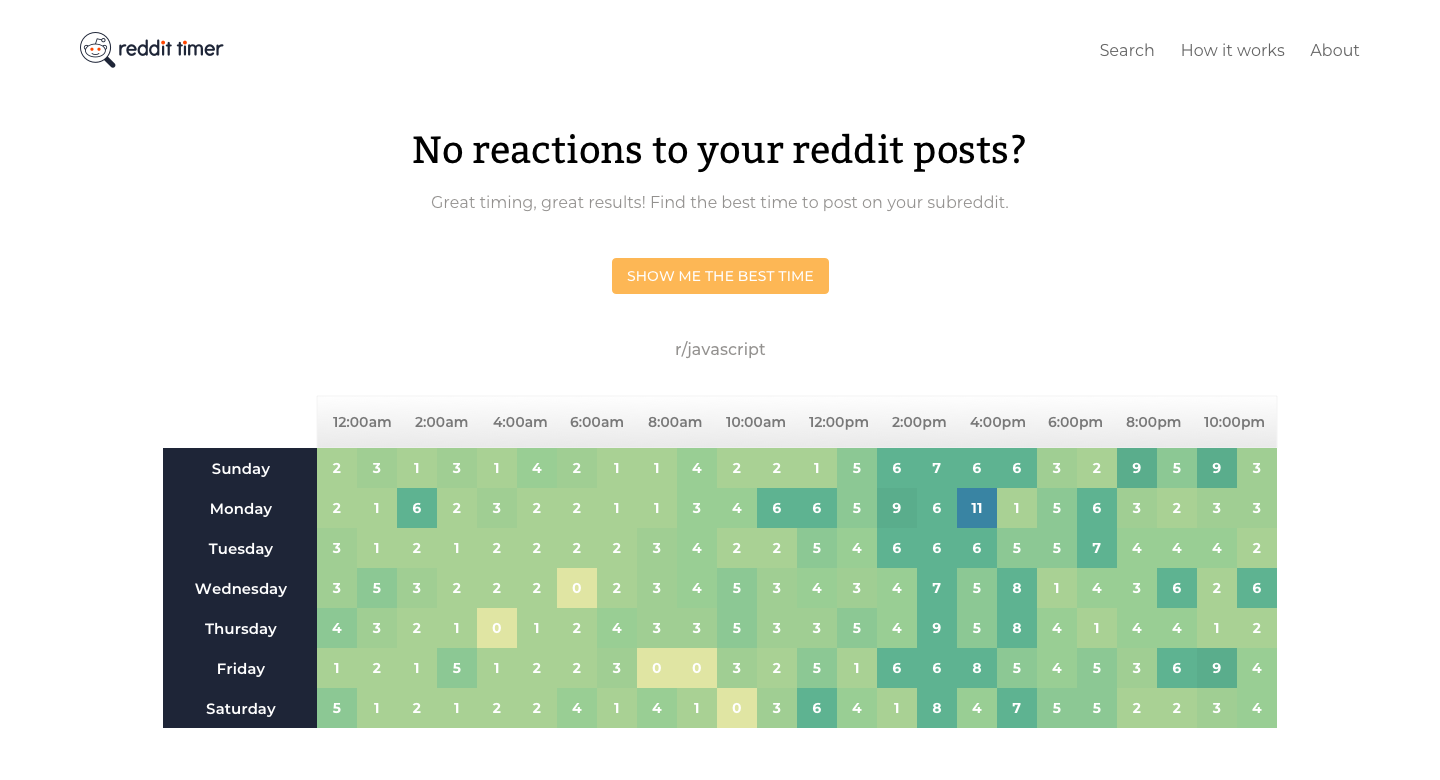 reddit timer
Search How it works About
No reactions to your reddit posts?
Great timing, great results! Find the best time to post on your subreddit.
SHOW ME THE BEST TIME
r/javascript
12:00am 2:00am 4:00am 6:00am 8:00am 10:00am 12:00pm 2:00pm 4:00pm 6:00pm 8:00pm 10:00pm
Sunday 2 3 1 3 1 4 2 1 1 4 2 2 1 5 6 7 6 6 3 2 9 5 9 3
Monday 2 1 6 2 3 2 2 1 1 3 4 6 6 5 9 6 11 1 5 6 3 2 3 3
Tuesday 3 1 2 1 2 2 2 2 3 4 2 2 5 4 6 6 6 5 5 7 4 4 4 2
Wednesday 3 5 3 2 2 2 0 2 3 4 5 3 4 3 4 7 5 8 1 4 3 6 2 6
Thursday 4 3 2 1 0 1 2 4 3 3 5 3 3 5 4 9 5 8 4 1 4 4 1 2
Friday 1 2 1 5 1 2 2 3 0 0 3 2 5 1 6 6 8 5 4 5 3 6 9 4
Saturday 5 1 2 1 2 2 4 1 4 1 0 3 6 4 1 8 4 7 5 5 2 2 3 4